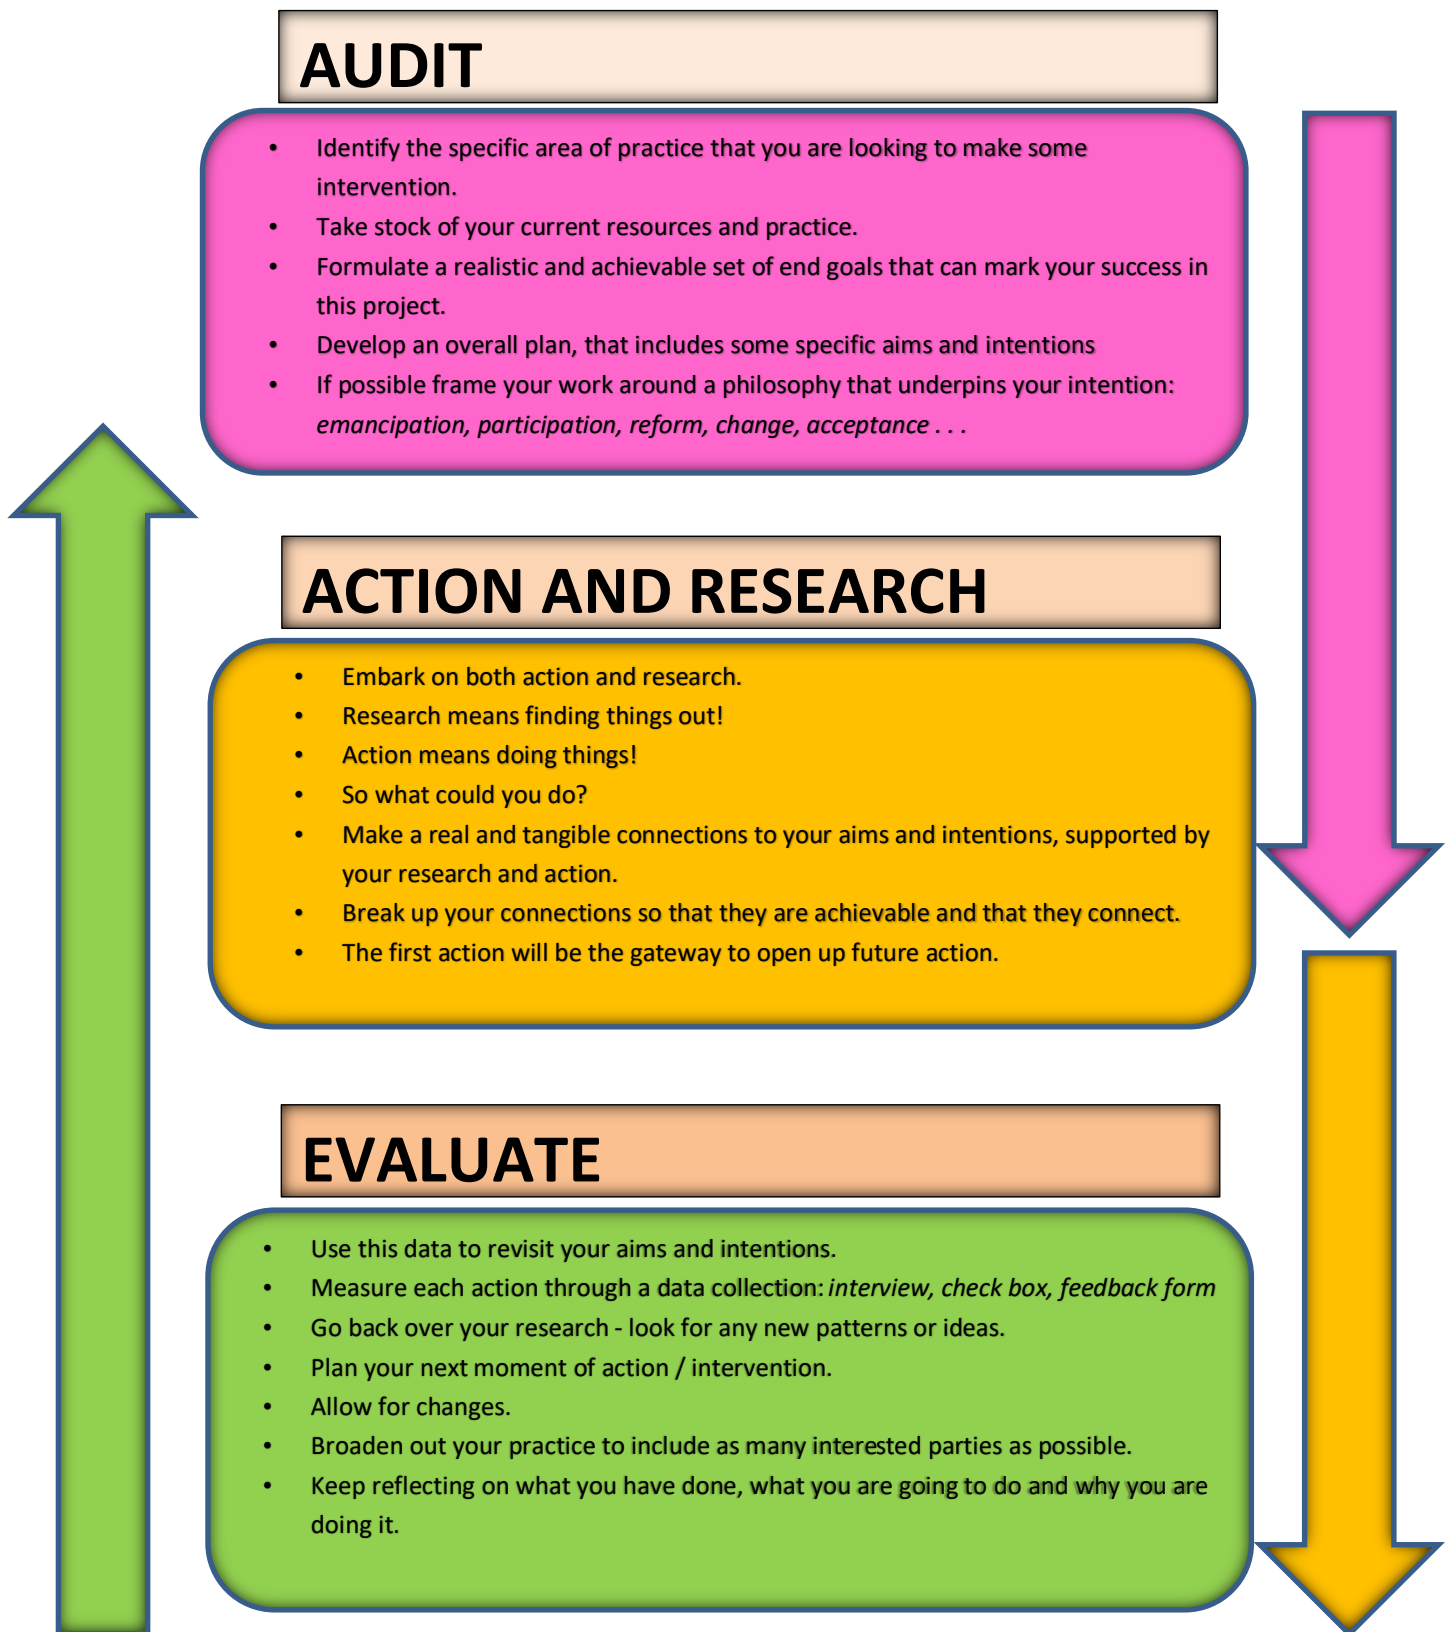 AUDIT
• Identify the specific area of practice that you are looking to make some
intervention.
• Take stock of your current resources and practice.
• Formulate a realistic and achievable set of end goals that can mark your success in
this project.
• Develop an overall plan, that includes some specific aims and intentions
• If possible frame your work around a philosophy that underpins your intention:
emancipation, participation, reform, change, acceptance . . .
ACTION AND RESEARCH
• Embark on both action and research.
• Research means finding things out!
• Action means doing things!
• So what could you do?
• Make a real and tangible connections to your aims and intentions, supported by
your research and action.
• Break up your connections so that they are achievable and that they connect.
• The first action will be the gateway to open up future action.
EVALUATE
• Use this data to revisit your aims and intentions.
• Measure each action through a data collection: interview, check box, feedback form
• Go back over your research - look for any new patterns or ideas.
• Plan your next moment of action / intervention.
• Allow for changes.
• Broaden out your practice to include as many interested parties as possible.
• Keep reflecting on what you have done, what you are going to do and why you are
doing it.